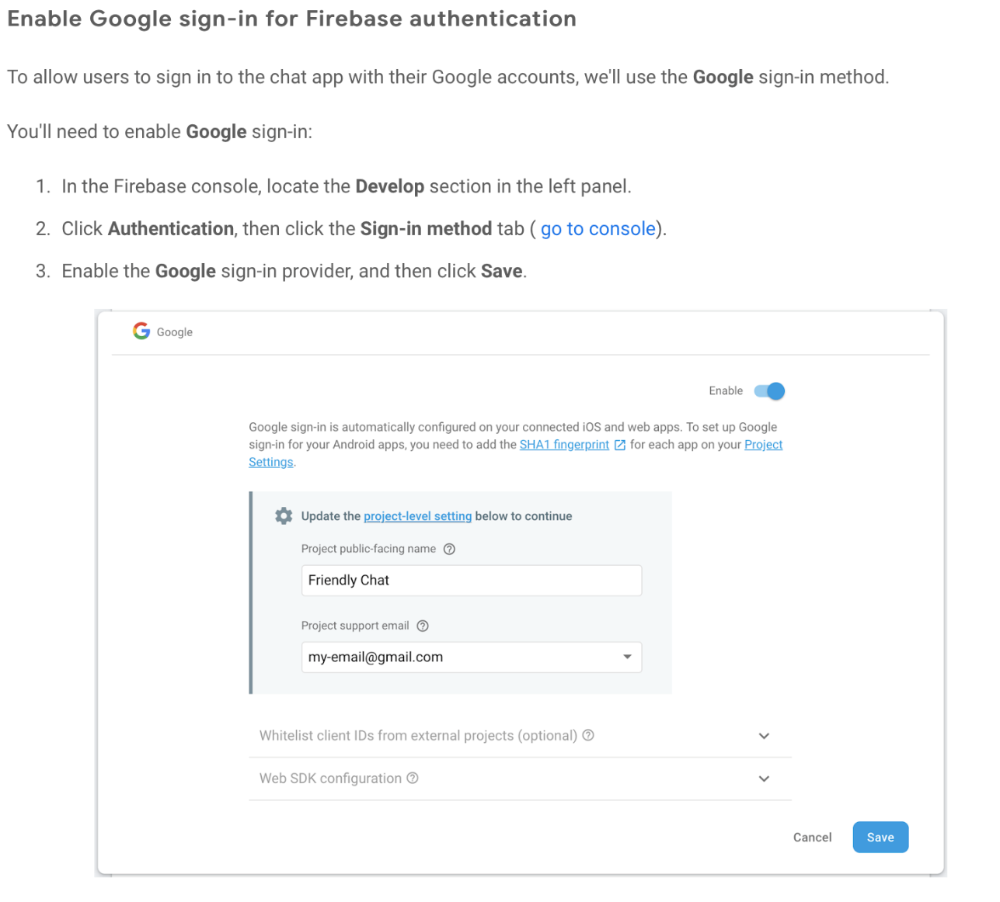 Enable Google sign-in for Firebase authentication
To allow users to sign in to the chat app with their Google accounts, we'll use the Google sign-in method.
You'll need to enable Google sign-in:
1. In the Firebase console, locate the Develop section in the left panel.
2. Click Authentication, then click the Sign-in method tab ( go to console).
3. Enable the Google sign-in provider, and then click Save.
Google
Enable
Google sign-in is automatically configured on your connected iOS and web apps. To set up Google
sign-in for your Android apps, you need to add the SHA1 fingerprint for each app on your Project
Settings.
Update the project-level setting below to continue
Project public-facing name
Friendly Chat
Project support email
my-email@gmail.com
Whitelist client IDs from external projects (optional)
Web SDK configuration
Cancel Save